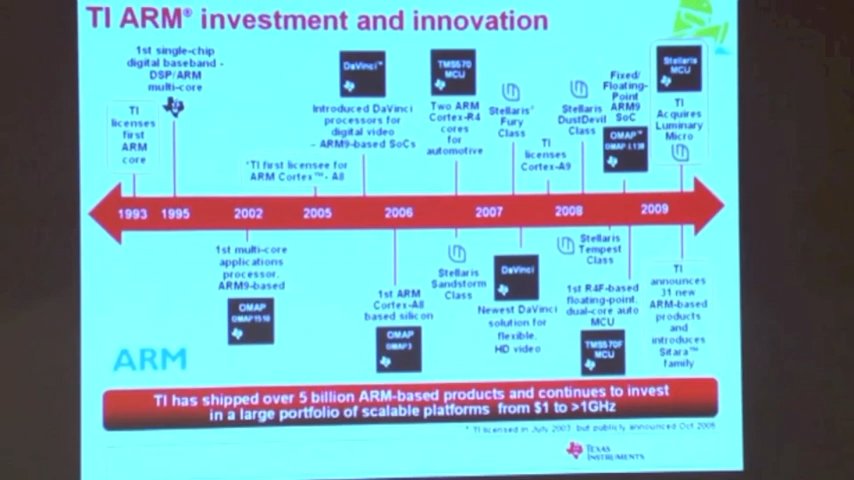 TI ARM® investment and innovation
1st single-chip
digital baseband -
DSP/ARM
multi-core
TI
licenses
first
ARM
core
DaVinci™
Introduced DaVinci
processors for
digital video
- ARM9-based SoCs
*TI first licensee for
ARM Cortex™- A8
TMS570
MCU
Two ARM
Cortex-R4
cores
for
automotive
Stellaris®
Fury
Class
TI
licenses
Cortex-A9
Stellaris
DustDevil
Class
Fixed/
Floating-
Point
ARM9
SoC
OMAP™
OMAP-L138
Stellaris
MCU
TI
Acquires
Luminary
Micro
1993 1995 2002 2005 2006 2007 2008 2009
1st multi-core
applications
processor.
ARM9-based
OMAP
OMAP1510
1st ARM
Cortex-A8
based silicon
OMAP
OMAP3
Stellaris
Sandstorm
Class
DaVinci
Newest DaVinci
solution for
flexible.
HD video
Stellaris
Tempest
Class
1st R4F-based
floating-point.
dual-core auto
MCU
TMS570F
MCU
TI
announces
31 new
ARM-based
products
and
introduces
Sitara™
family
ARM
TI has shipped over 5 billion ARM-based products and continues to invest
in a large portfolio of scalable platforms from $1 to >1GHz
* TI licensed in July 2003 but publicly announced Oct
TEXAS
INSTRUMENTS